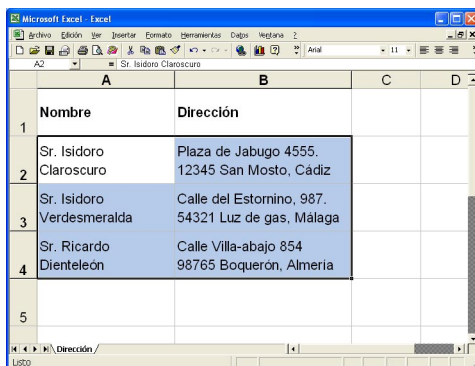 Microsoft Excel - Excel
Archivo Edición Ver Insertar Formato Herramientas Datos Ventana ?
Arial 11
A2 = Sr. Isidoro Claroscuro
A B C D
1 Nombre Dirección
2 Sr. Isidoro Claroscuro Plaza de Jabugo 4555. 12345 San Mosto, Cádiz
3 Sr. Isidoro Verdesmeralda Calle del Estornino, 987. 54321 Luz de gas, Málaga
4 Sr. Ricardo Dienteleón Calle Villa-abajo 854 98765 Boquerón, Almería
5
Dirección
Listo